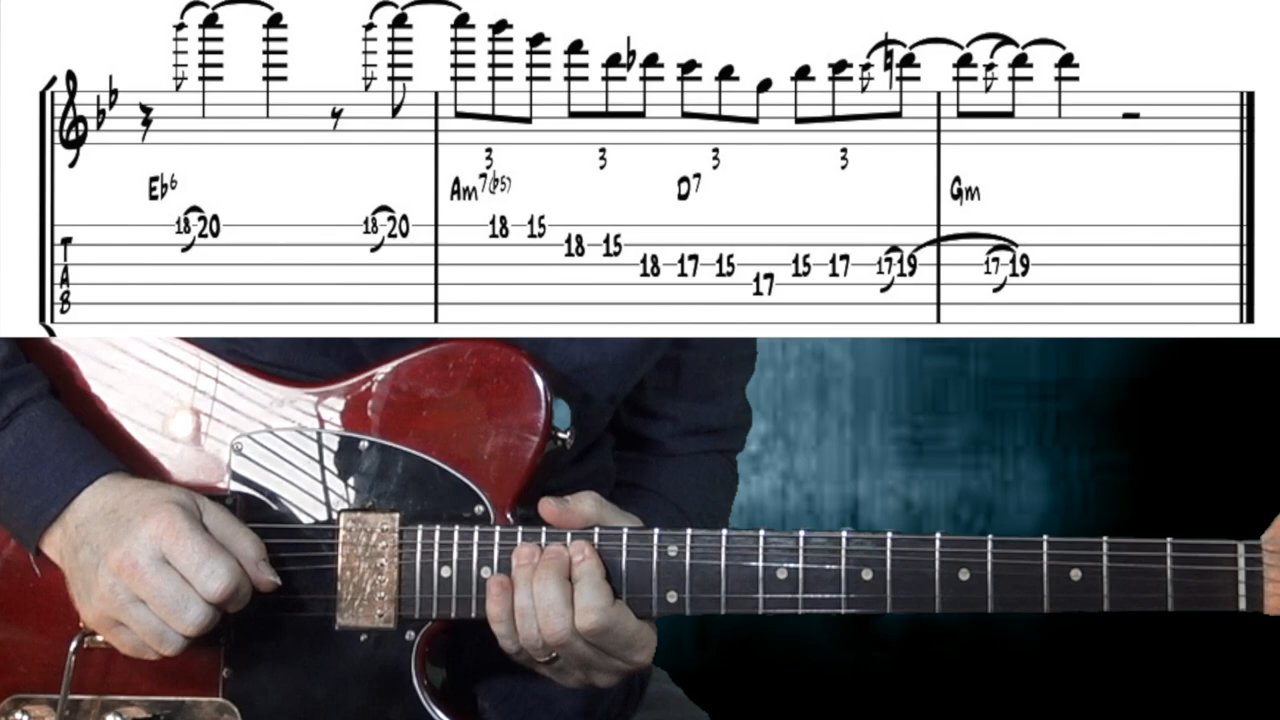 3 3 3 3
Eb6 Am7(b5) D7 Gm
18 20 18 20 18 15
18 15
T 18 17 15 15 17 17 19 17 19
A 17
B